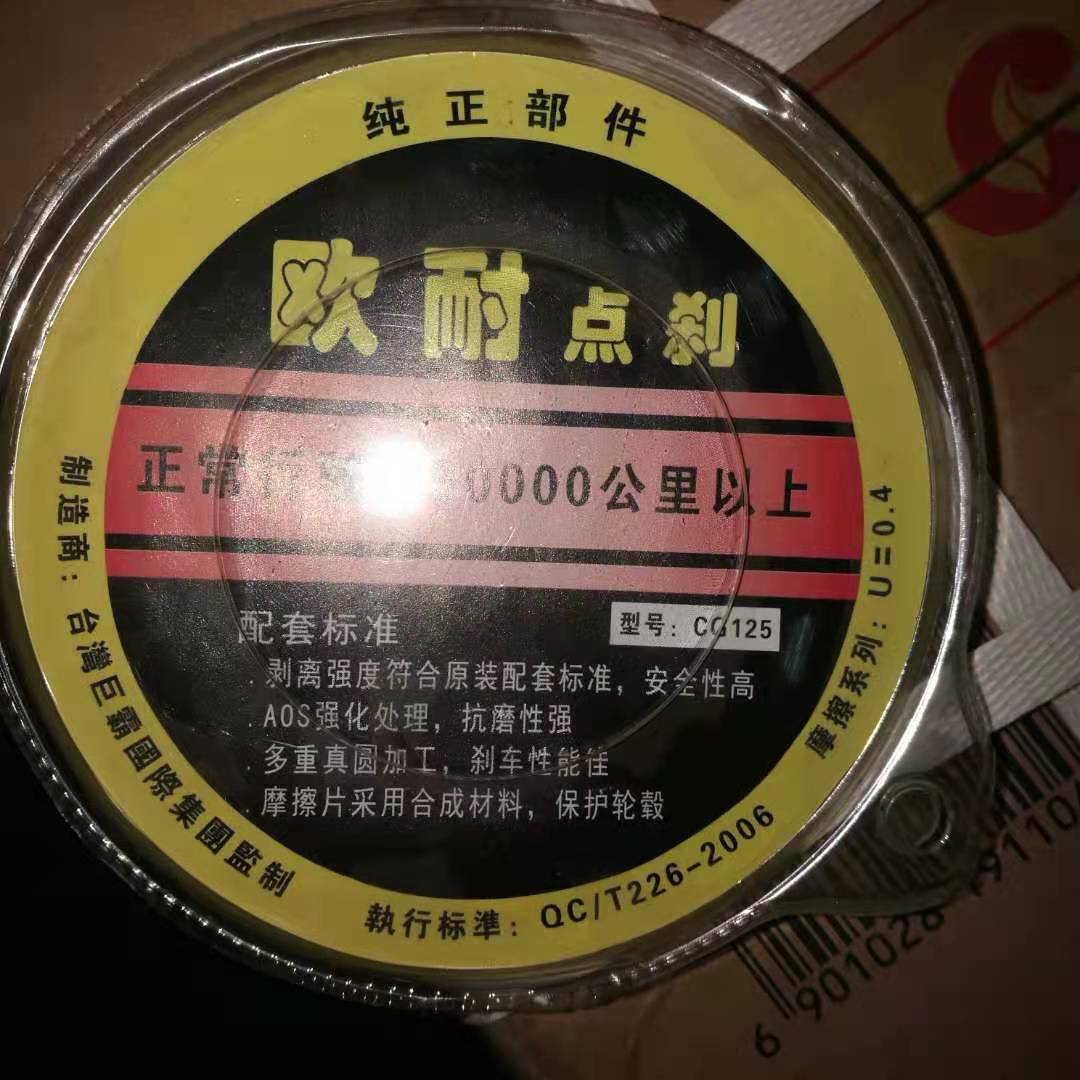 纯正部件
欧耐点刹
正常行驶 0000公里以上
型号：CG125
配套标准
.剥离强度符合原装配套标准，安全性高
.AOS强化处理，抗磨性强
.多重真圆加工，刹车性能佳
.摩擦片采用合成材料，保护轮毂
制造商：台灣巨霸國際集團監制
執行标準：QC/T226-2006
摩擦系列：U=0.4